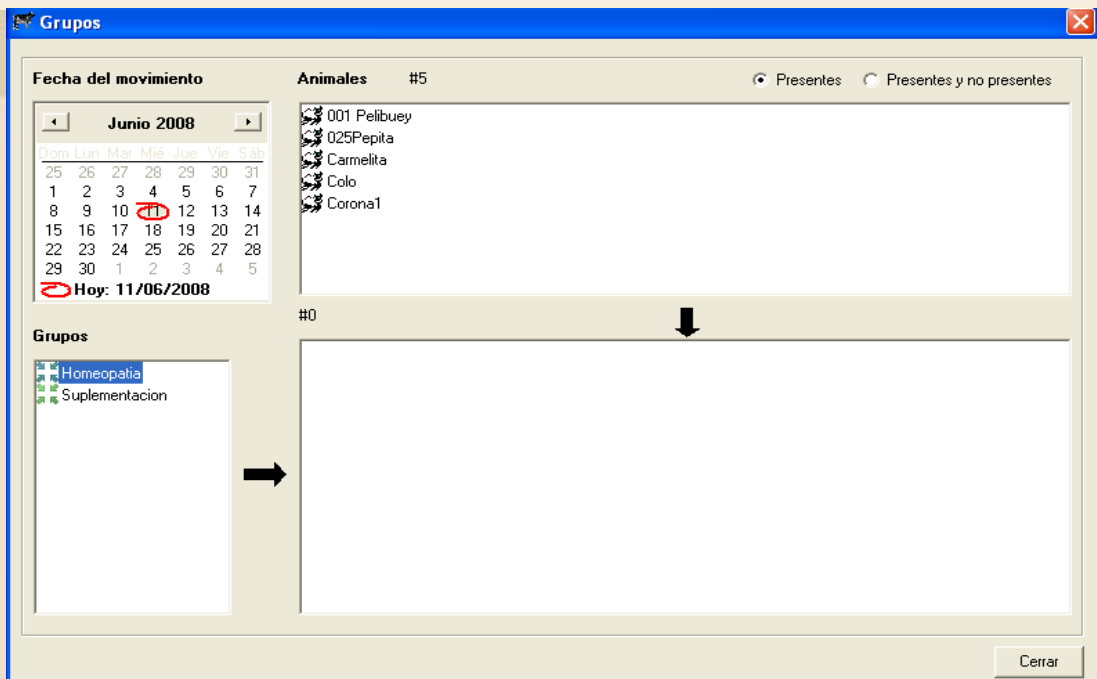 Grupos
Fecha del movimiento
Junio 2008
Dom Lun Mar Mié Jue Vie Sáb
25 26 27 28 29 30 31
1 2 3 4 5 6 7
8 9 10 11 12 13 14
15 16 17 18 19 20 21
22 23 24 25 26 27 28
29 30 1 2 3 4 5
Hoy: 11/06/2008
Grupos
Homeopatia
Suplementacion
Animales #5
Presentes Presentes y no presentes
001 Pelibuey
025Pepita
Carmelita
Colo
Corona1
#0
Cerrar